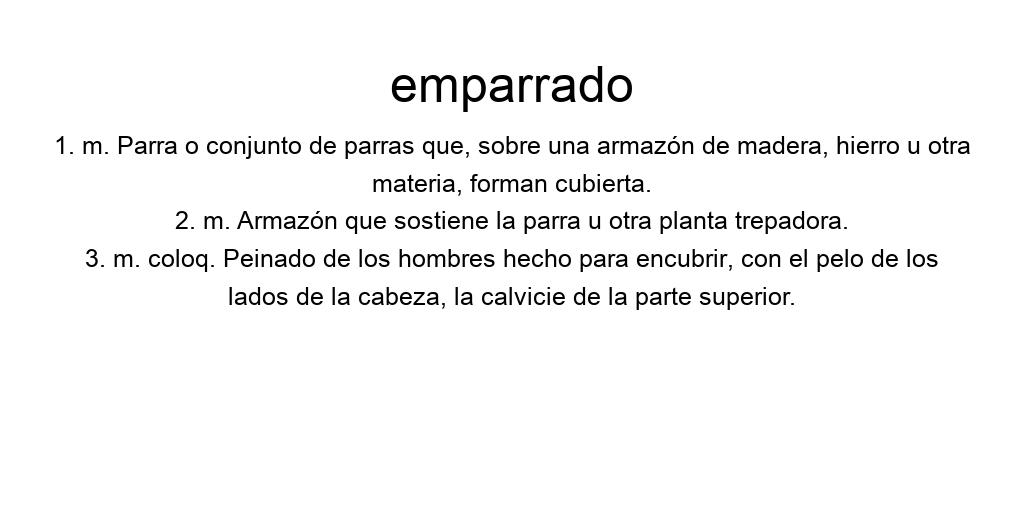 emparrado
1. m. Parra o conjunto de parras que, sobre una armazón de madera, hierro u otra
materia, forman cubierta.
2. m. Armazón que sostiene la parra u otra planta trepadora.
3. m. coloq. Peinado de los hombres hecho para encubrir, con el pelo de los
lados de la cabeza, la calvicie de la parte superior.